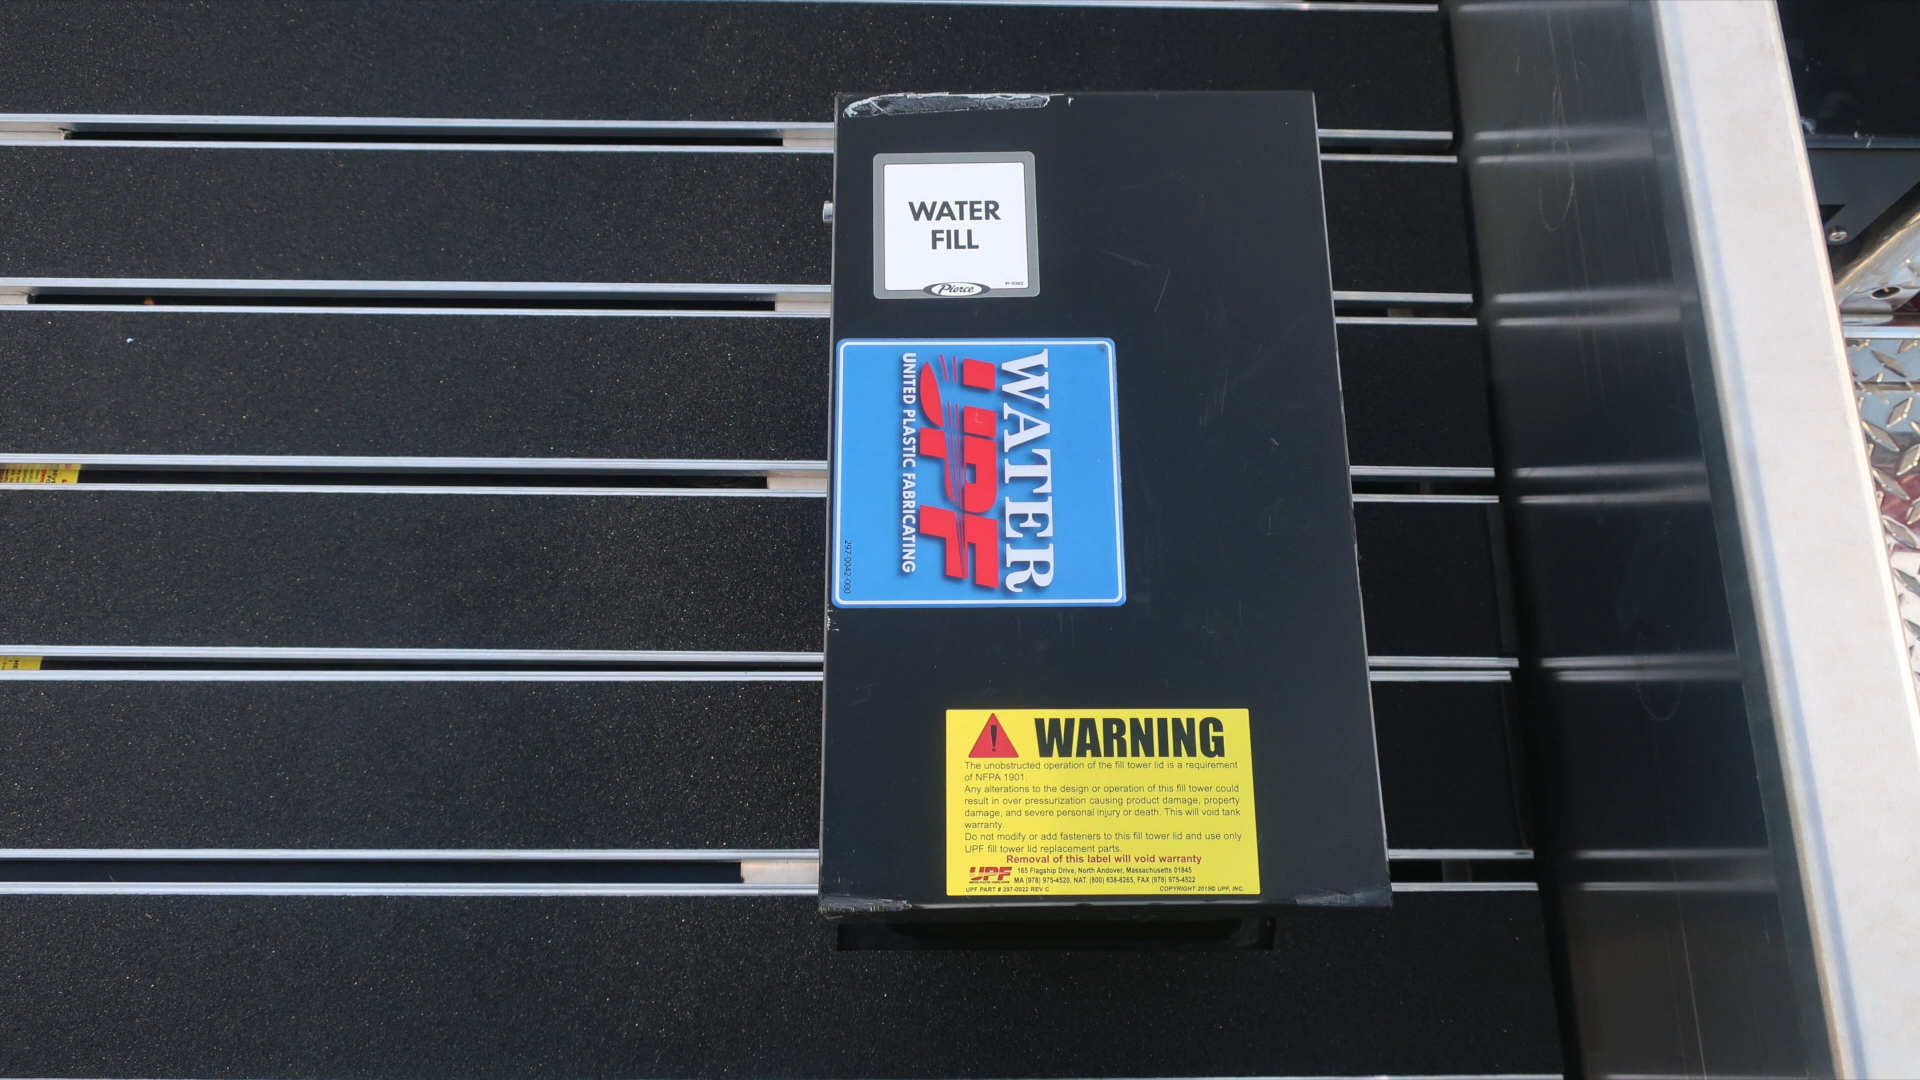 WATER
FILL
Pierce
WATER
UPF
UNITED PLASTIC FABRICATING
297-0042-000
WARNING
The unobstructed operation of the fill tower lid is a requirement
of NFPA 1901.
Any alterations to the design or operation of this fill tower could
result in over pressurization causing product damage, property
damage, and severe personal injury or death. This will void tank
warranty.
Do not modify or add fasteners to this fill tower lid and use only
UPF fill tower lid replacement parts.
Removal of this label will void warranty
UPF
165 Flagship Drive, North Andover, Massachusetts 01845
MA (978) 975-4520, NAT. (800) 638-8265, FAX (978) 975-4522
UPF PART # 297-0022 REV C
COPYRIGHT 2019© UPF, INC.